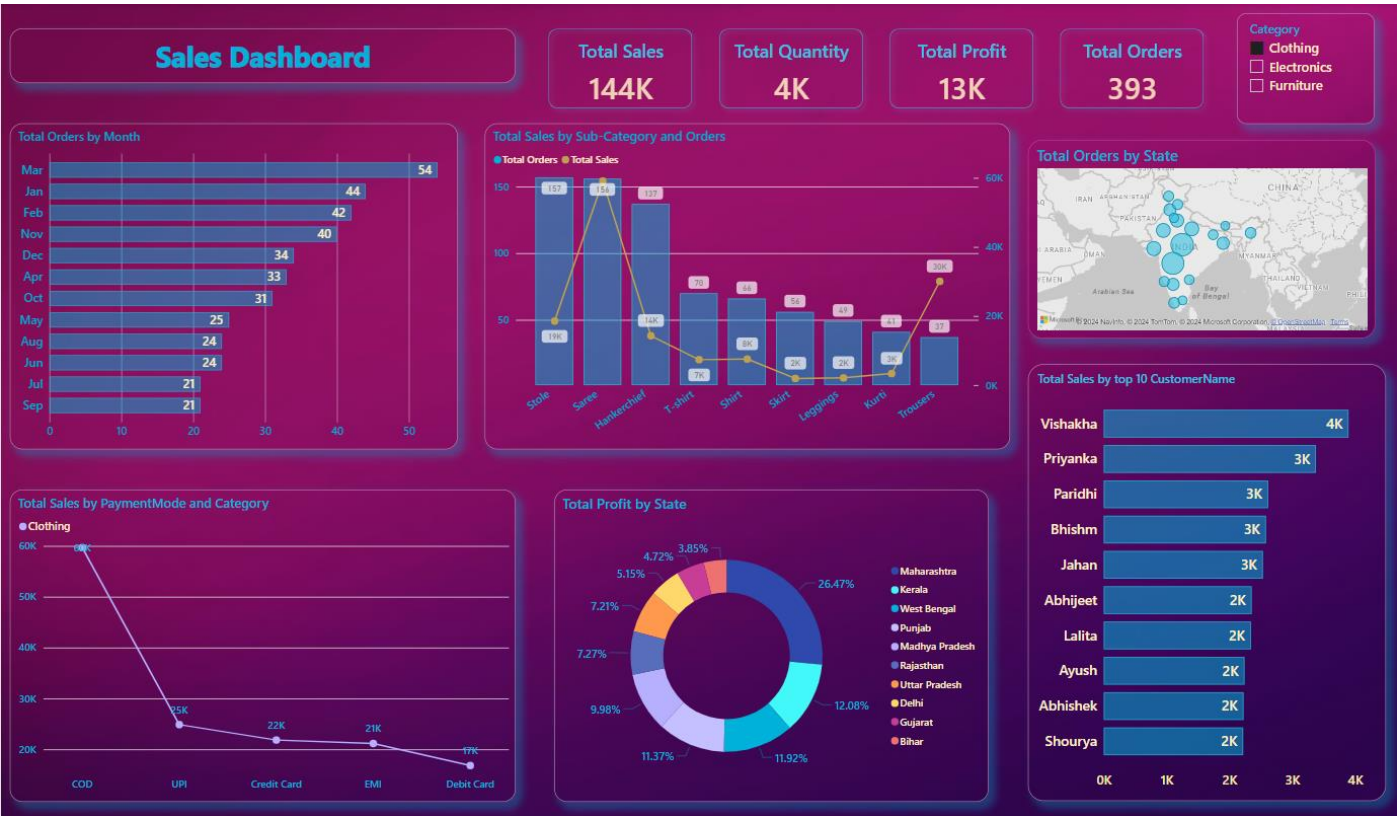 Sales Dashboard
Total Sales
144K
Total Quantity
4K
Total Profit
13K
Total Orders
393
Category
Clothing
Electronics
Furniture
Total Orders by Month
Mar 54
Jan 44
Feb 42
Nov 40
Dec 34
Apr 33
Oct 31
May 25
Aug 24
Jun 24
Jul 21
Sep 21
0 10 20 30 40 50
Total Sales by Sub-Category and Orders
Total Orders Total Sales
150 100 50
60K 40K 20K 0K
157 156 137 70 66 56 49 41 37
19K 14K 7K 8K 2K 2K 3K 30K
Stole Saree Hankerchief T-shirt Shirt Skirt Leggings Kurti Trousers
Total Orders by State
CHINA
IRAN AFGHANISTAN
PAKISTAN
INDIA
OMAN
MYANMAR
YEMEN
THAILAND
VIETNAM
Arabian Sea
Bay
of Bengal
© 2024 TomTom, © 2024 Microsoft Corporation, © OpenStreetMap Terms
Total Sales by top 10 CustomerName
Vishakha 4K
Priyanka 3K
Paridhi 3K
Bhishm 3K
Jahan 3K
Abhijeet 2K
Lalita 2K
Ayush 2K
Abhishek 2K
Shourya 2K
0K 1K 2K 3K 4K
Total Sales by PaymentMode and Category
Clothing
60K
50K
40K
30K
20K
60K
25K
22K
21K
17K
COD UPI Credit Card EMI Debit Card
Total Profit by State
26.47%
12.08%
11.92%
11.37%
9.98%
7.27%
7.21%
5.15%
4.72%
3.85%
Maharashtra
Kerala
West Bengal
Punjab
Madhya Pradesh
Rajasthan
Uttar Pradesh
Delhi
Gujarat
Bihar